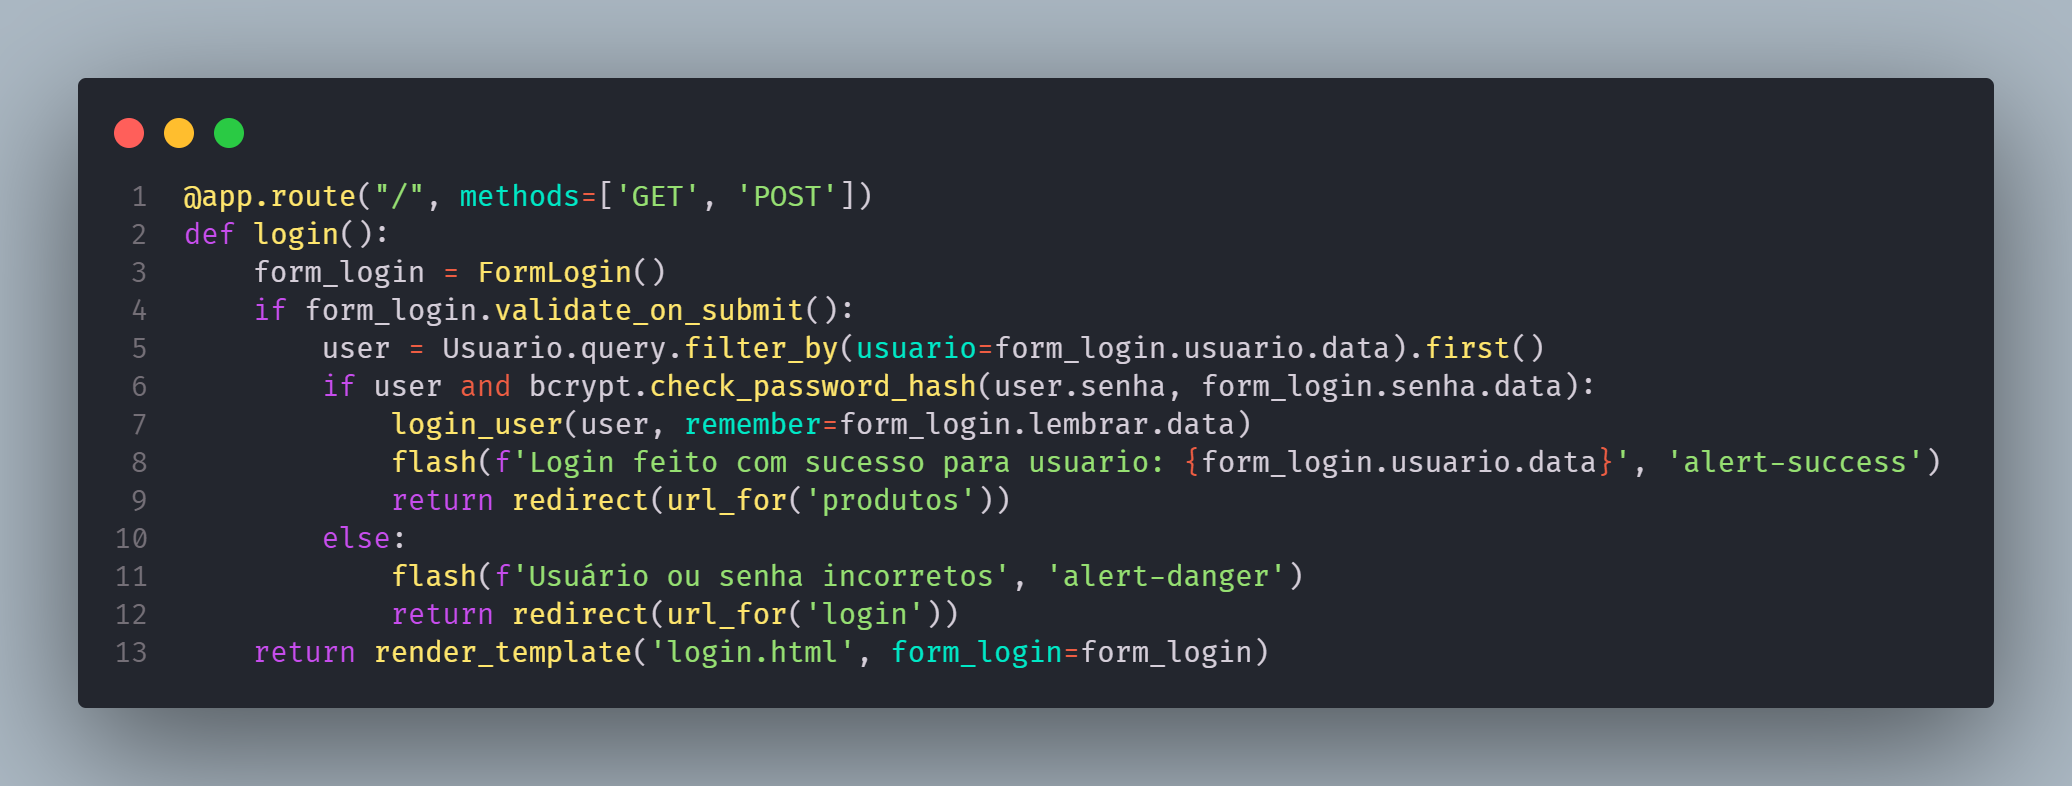 1 @app.route("/", methods=['GET', 'POST'])
2 def login():
3     form_login = FormLogin()
4     if form_login.validate_on_submit():
5         user = Usuario.query.filter_by(usuario=form_login.usuario.data).first()
6         if user and bcrypt.check_password_hash(user.senha, form_login.senha.data):
7             login_user(user, remember=form_login.lembrar.data)
8             flash(f'Login feito com sucesso para usuario: {form_login.usuario.data}', 'alert-success')
9             return redirect(url_for('produtos'))
10         else:
11             flash(f'Usuário ou senha incorretos', 'alert-danger')
12             return redirect(url_for('login'))
13     return render_template('login.html', form_login=form_login)